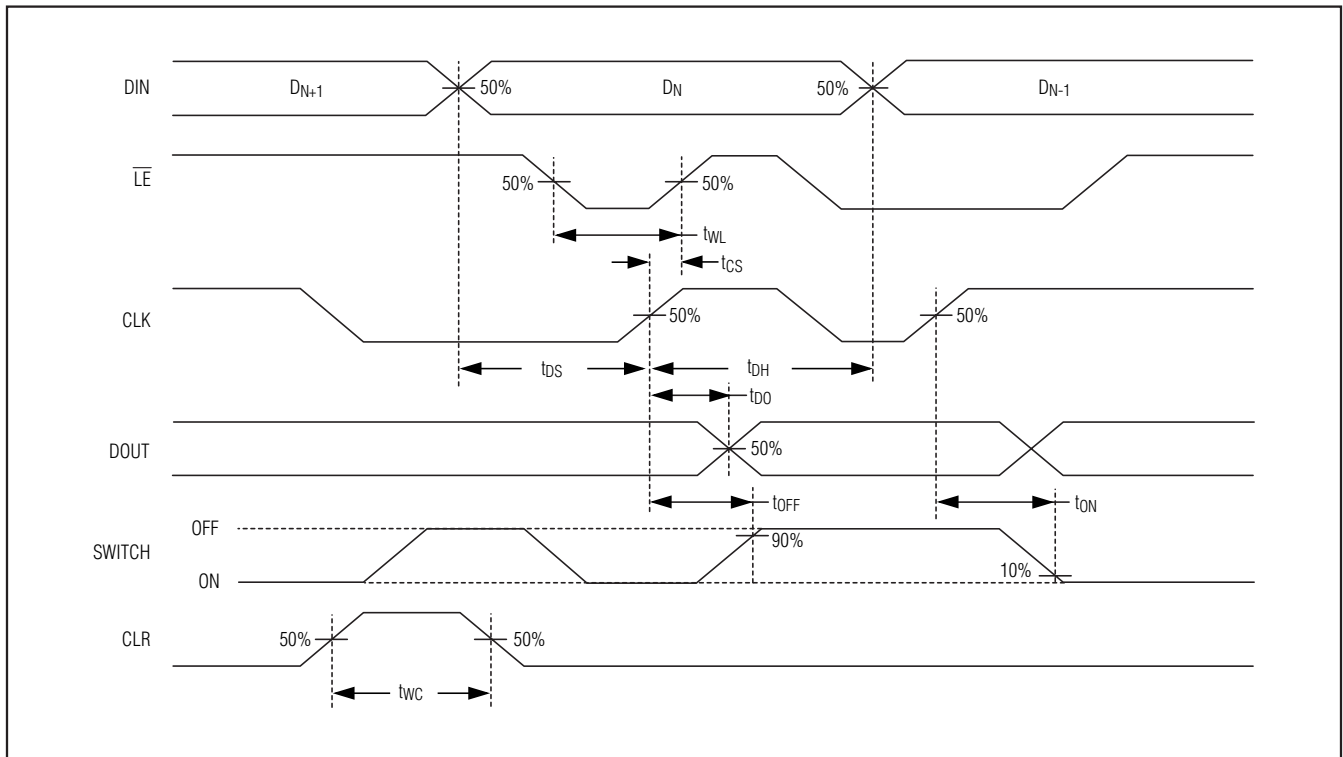 DIN
DN+1
50%
DN
50%
DN-1
LE
50%
50%
tWL
tCS
CLK
50%
50%
tDS
tDH
tDO
DOUT
50%
tOFF
tON
OFF
SWITCH
90%
ON
10%
CLR
50%
50%
tWC